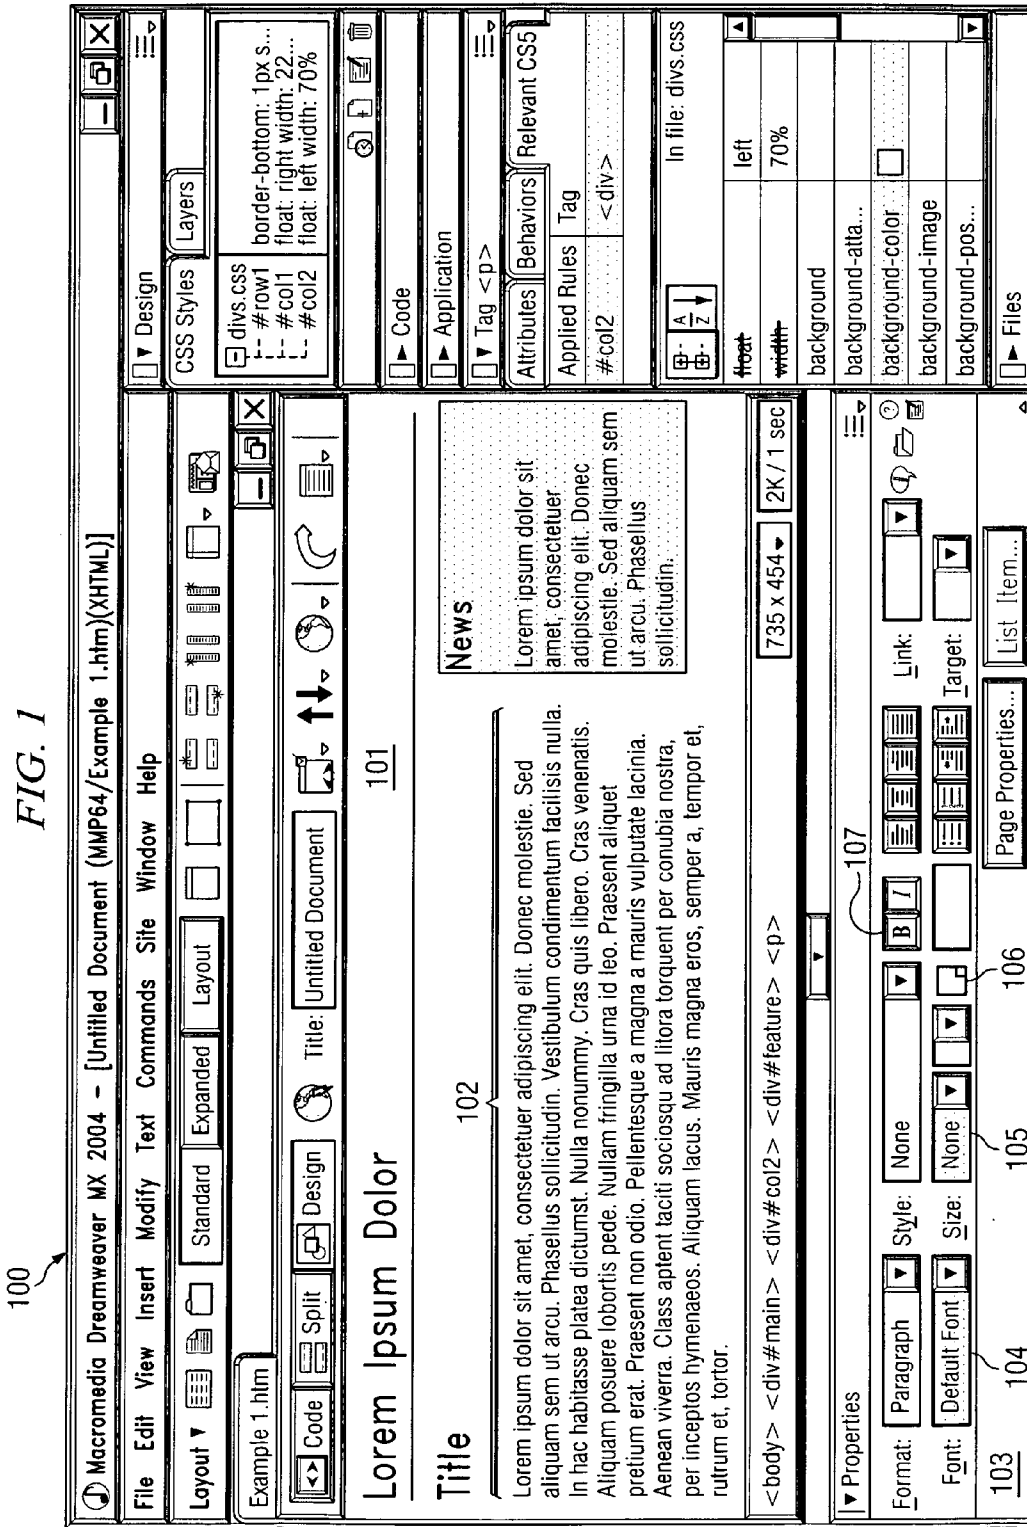 FIG. 1
100
Macromedia Dreamweaver MX 2004 - [Untitled Document (MMP64/Example 1.htm)(XHTML)]
File Edit View Insert Modify Text Commands Site Window Help
Layout ▼ Standard Expanded Layout
Example 1.htm
<> Code Split Design Title: Untitled Document
Lorem Ipsum Dolor
101
Title
102
Lorem ipsum dolor sit amet, consectetuer adipiscing elit. Donec molestie. Sed
aliquam sem ut arcu. Phasellus sollicitudin. Vestibulum condimentum facilisis nulla.
In hac habitasse platea dictumst. Nulla nonummy. Cras quis libero. Cras venenatis.
Aliquam posuere lobortis pede. Nullam fringilla urna id leo. Praesent aliquet
pretium erat. Praesent non odio. Pellentesque a magna a mauris vulputate lacinia.
Aenean viverra. Class aptent taciti sociosqu ad litora torquent per conubia nostra,
per inceptos hymenaeos. Aliquam lacus. Mauris magna eros, semper a, tempor et,
rutrum et, tortor.
News
Lorem ipsum dolor sit
amet, consectetuer
adipiscing elit. Donec
molestie. Sed aliquam sem
ut arcu. Phasellus
sollicitudin.
<body> <div#main> <div#col2> <div#feature> <p>
735 x 454 2K / 1 sec
▼ Properties
107
Format: Paragraph Style: None B I Link:
Font: Default Font Size: None Target:
Page Properties... List Item...
103
104
105
106
▼ Design
CSS Styles Layers
divs.css
#row1 border-bottom: 1px s...
#col1 float: right width: 22...
#col2 float: left width: 70%
► Code
► Application
▼ Tag <p>
Attributes Behaviors Relevant CS5
Applied Rules Tag
#col2 <div>
In file: divs.css
A
Z
float left
width 70%
background
background-atta...
background-color
background-image
background-pos...
► Files